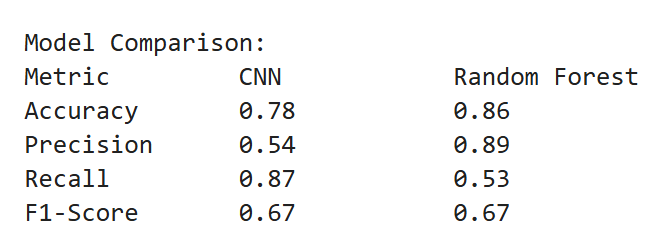 Model Comparison:
Metric CNN Random Forest
Accuracy 0.78 0.86
Precision 0.54 0.89
Recall 0.87 0.53
F1-Score 0.67 0.67